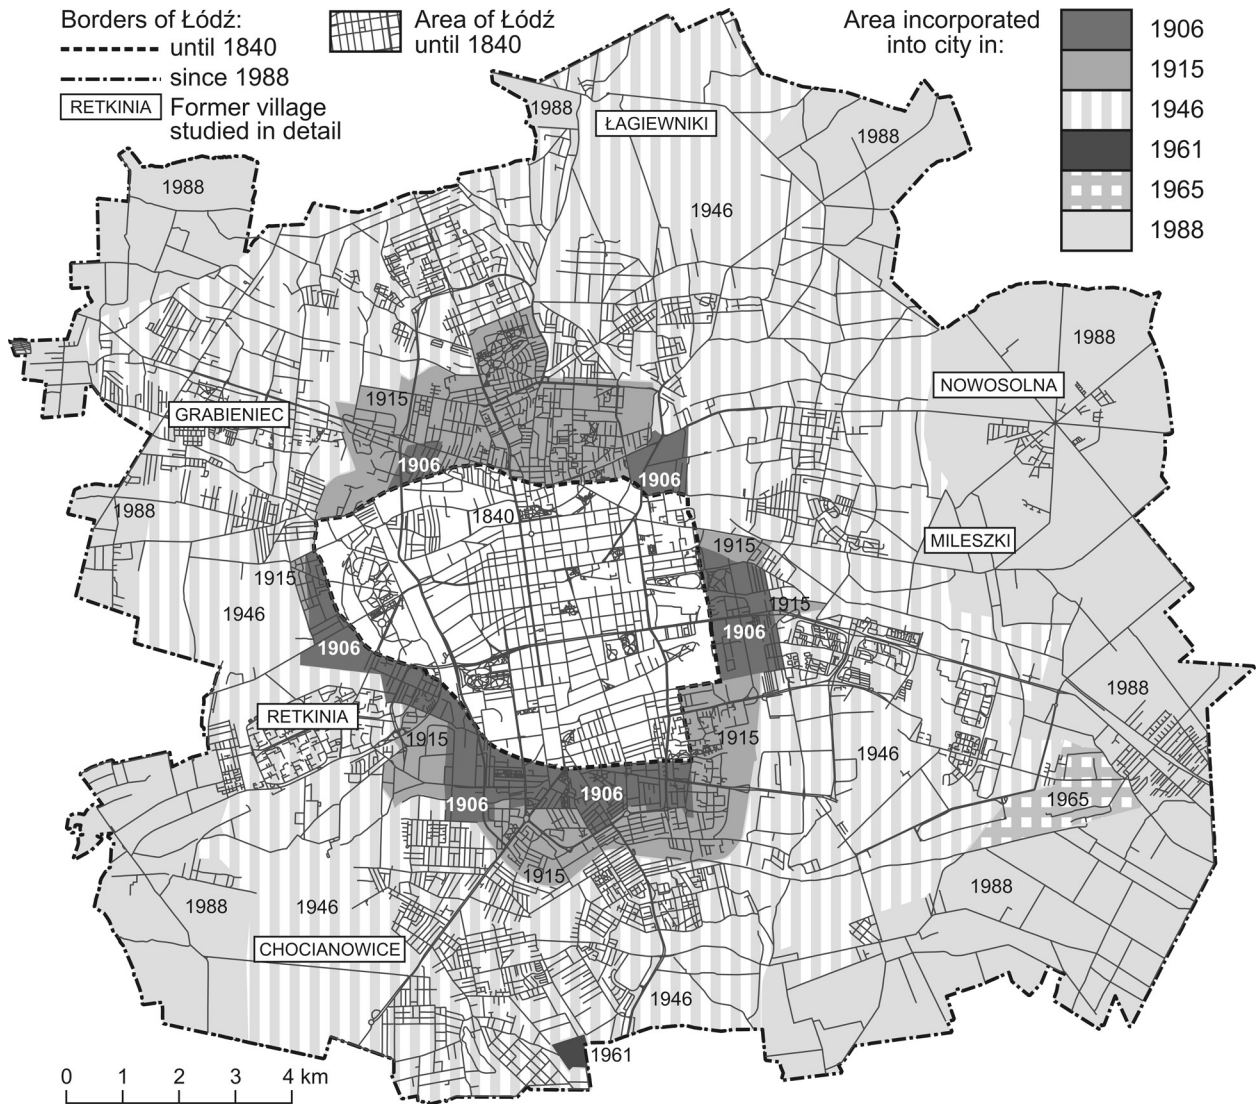 Borders of Łódź:
until 1840
since 1988
RETKINIA
Former village
studied in detail
Area of Łódź
until 1840
Area incorporated
into city in:
1906
1915
1946
1961
1965
1988
1988
ŁAGIEWNIKI
1988
1988
1946
1988
NOWOSOLNA
1915
GRABIENIEC
1906
1906
1988
1840
1915
MILESZKI
1915
1915
1946
1906
1906
1988
RETKINIA
1915
1915
1946
1906
1906
1965
1915
1988
1988
1946
CHOCIANOWICE
1946
1961
0 1 2 3 4 km